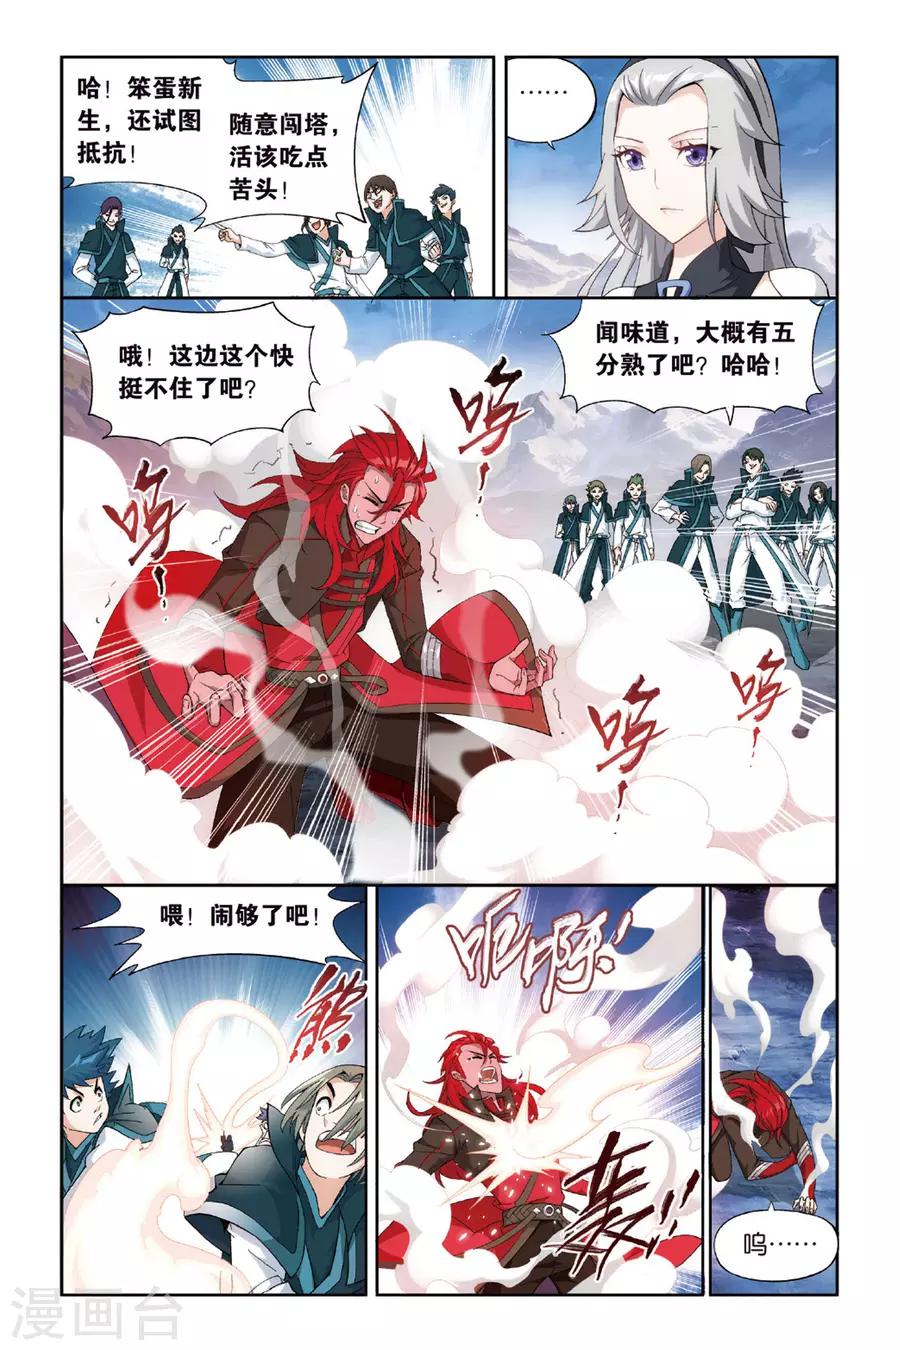 哈！笨蛋新
生，还试图
抵抗！
随意闯塔，
活该吃点
苦头！
……
哦！这边这个快
挺不住了吧？
闻味道，大概有五
分熟了吧？哈哈！
呜
呜
呜
呜
喂！闹够了吧！
熊
呃啊！
轰！！
呜……
漫画台